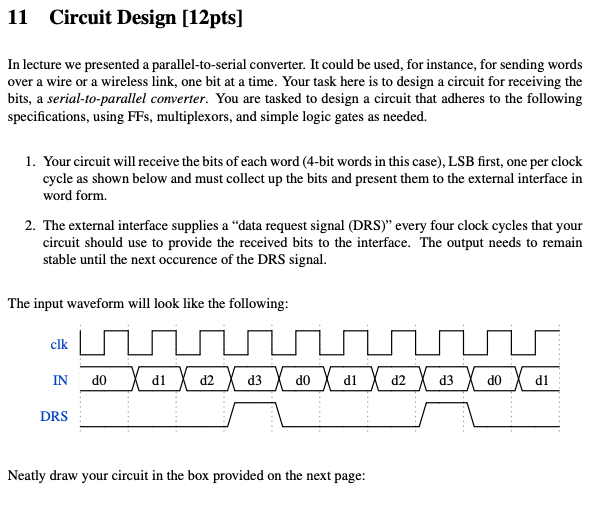 11 Circuit Design [12pts]
In lecture we presented a parallel-to-serial converter. It could be used, for instance, for sending words
over a wire or a wireless link, one bit at a time. Your task here is to design a circuit for receiving the
bits, a serial-to-parallel converter. You are tasked to design a circuit that adheres to the following
specifications, using FFs, multiplexors, and simple logic gates as needed.
1. Your circuit will receive the bits of each word (4-bit words in this case), LSB first, one per clock
cycle as shown below and must collect up the bits and present them to the external interface in
word form.
2. The external interface supplies a “data request signal (DRS)” every four clock cycles that your
circuit should use to provide the received bits to the interface. The output needs to remain
stable until the next occurence of the DRS signal.
The input waveform will look like the following:
clk
IN d0 d1 d2 d3 d0 d1 d2 d3 d0 d1
DRS
Neatly draw your circuit in the box provided on the next page: